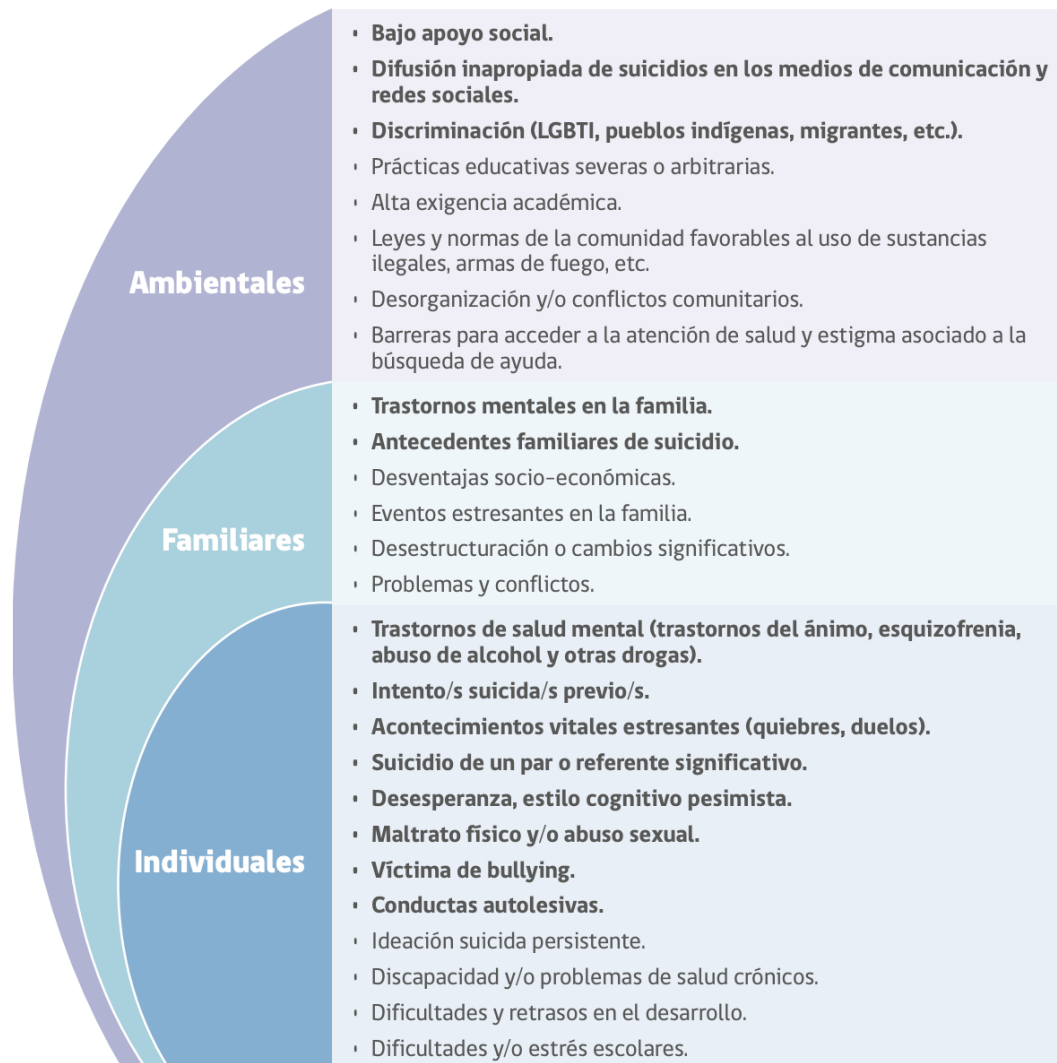 Ambientales
· Bajo apoyo social.
· Difusión inapropiada de suicidios en los medios de comunicación y
redes sociales.
· Discriminación (LGBTI, pueblos indígenas, migrantes, etc.).
· Prácticas educativas severas o arbitrarias.
· Alta exigencia académica.
· Leyes y normas de la comunidad favorables al uso de sustancias
ilegales, armas de fuego, etc.
· Desorganización y/o conflictos comunitarios.
· Barreras para acceder a la atención de salud y estigma asociado a la
búsqueda de ayuda.
Familiares
· Trastornos mentales en la familia.
· Antecedentes familiares de suicidio.
· Desventajas socio-económicas.
· Eventos estresantes en la familia.
· Desestructuración o cambios significativos.
· Problemas y conflictos.
Individuales
· Trastornos de salud mental (trastornos del ánimo, esquizofrenia,
abuso de alcohol y otras drogas).
· Intento/s suicida/s previo/s.
· Acontecimientos vitales estresantes (quiebres, duelos).
· Suicidio de un par o referente significativo.
· Desesperanza, estilo cognitivo pesimista.
· Maltrato físico y/o abuso sexual.
· Víctima de bullying.
· Conductas autolesivas.
· Ideación suicida persistente.
· Discapacidad y/o problemas de salud crónicos.
· Dificultades y retrasos en el desarrollo.
· Dificultades y/o estrés escolares.